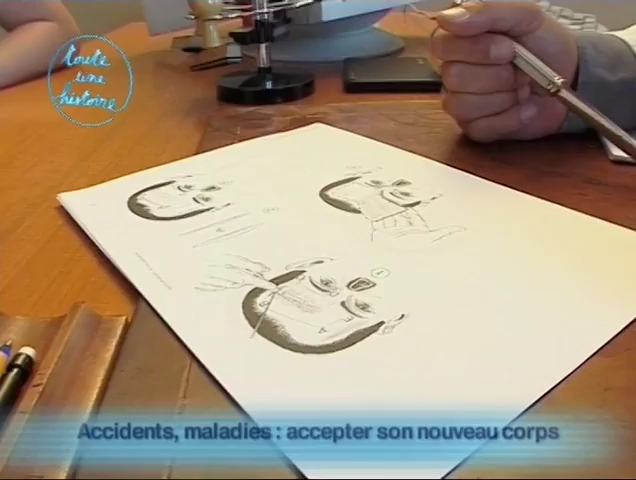 toute
une
histoire
Accidents, maladies : accepter son nouveau corps